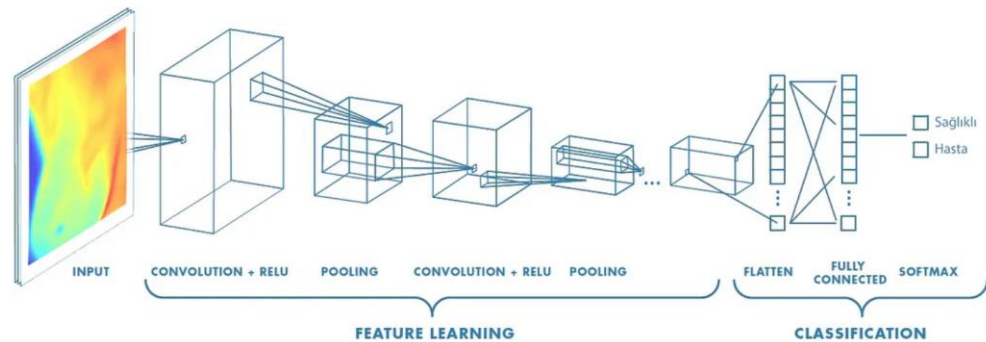 Sağlıklı
Hasta
INPUT
CONVOLUTION + RELU
POOLING
CONVOLUTION + RELU
POOLING
FLATTEN
FULLY
CONNECTED
SOFTMAX
FEATURE LEARNING
CLASSIFICATION